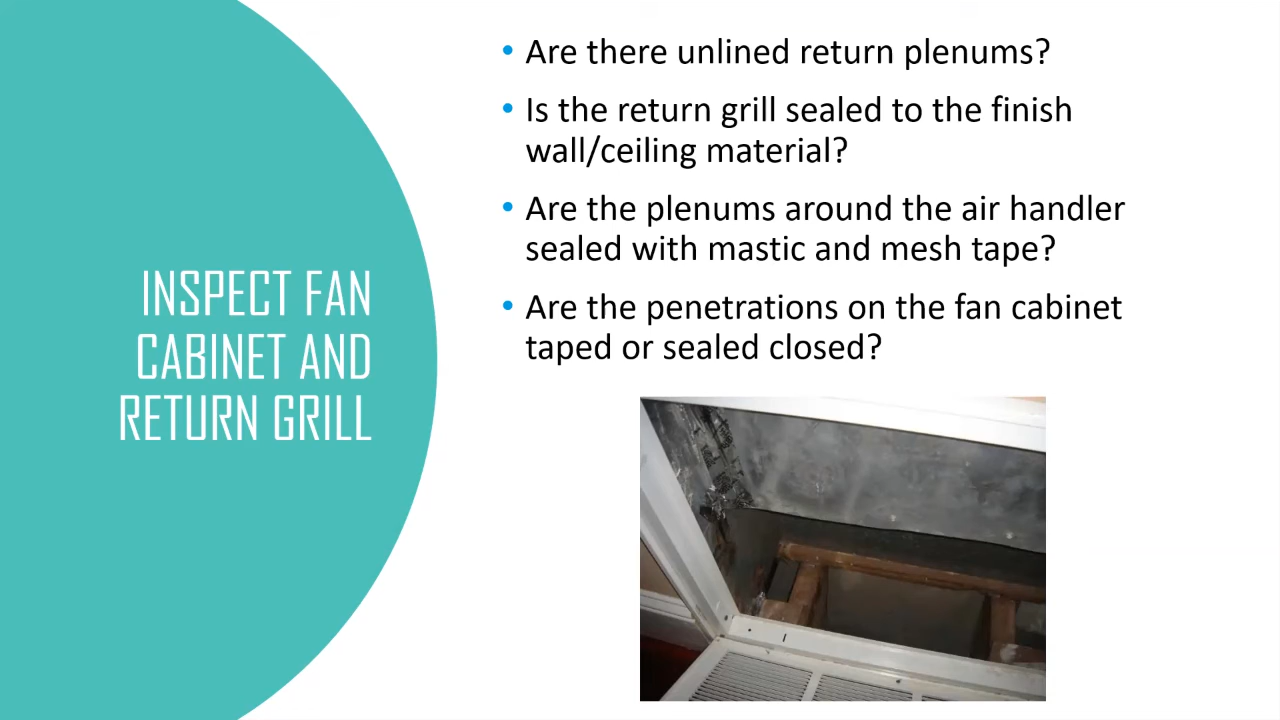 INSPECT FAN
CABINET AND
RETURN GRILL
• Are there unlined return plenums?
• Is the return grill sealed to the finish
wall/ceiling material?
• Are the plenums around the air handler
sealed with mastic and mesh tape?
• Are the penetrations on the fan cabinet
taped or sealed closed?